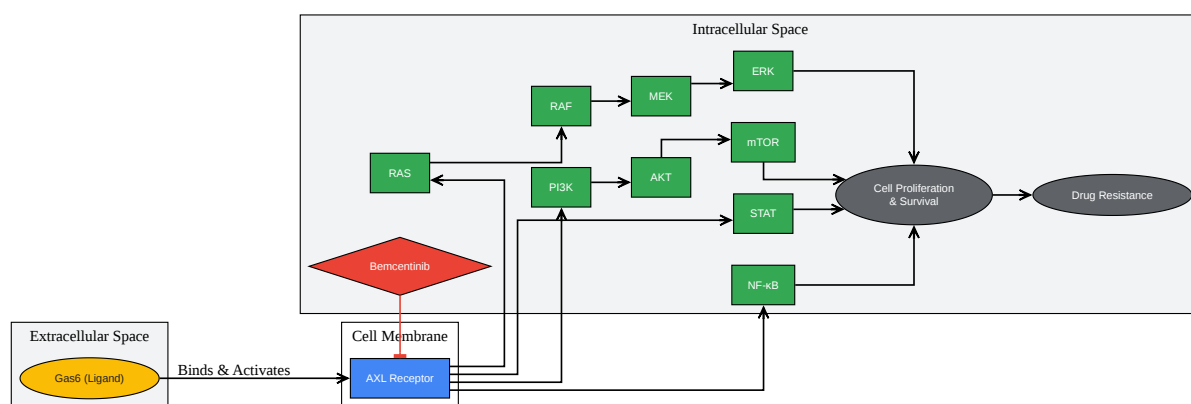 Intracellular Space
ERK
MEK
RAF
mTOR
RAS
AKT
PI3K
Cell Proliferation
& Survival
Drug Resistance
STAT
Bemcentinib
NF-κB
Extracellular Space
Cell Membrane
Gas6 (Ligand)
Binds & Activates
AXL Receptor